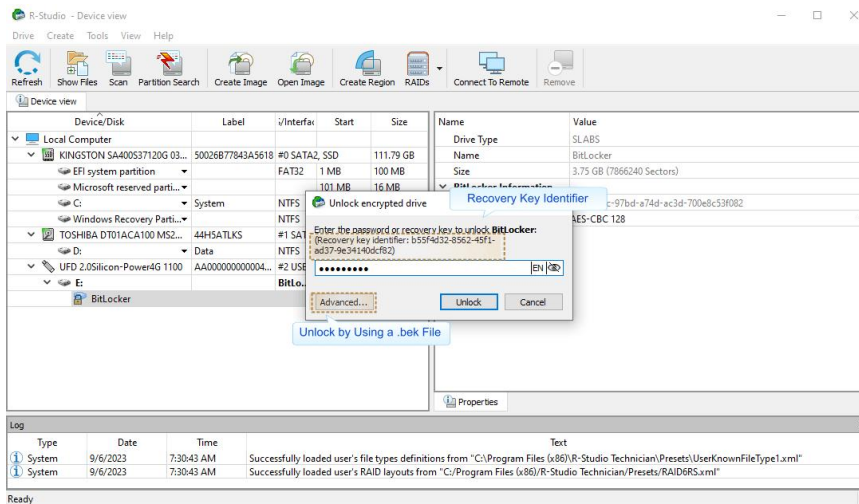 R-Studio - Device view
Drive Create Tools View Help
Refresh Show Files Scan Partition Search Create Image Open Image Create Region RAIDs Connect To Remote Remove
Device view
Device/Disk Label Start Size
Local Computer
KINGSTON SA400S37120G 03... 50026B77843A5618 #0 SATA2, SSD 111.79 GB
EFI system partition FAT32 1 MB 100 MB
Microsoft reserved parti... 101 MB 16 MB
C: System NTFS
Windows Recovery Parti... NTFS
TOSHIBA DT01ACA100 MS2... 44H5ATLKS #1 SAT
D: Data NTFS
UFD 2.0Silicon-Power4G 1100 AA000000000004... #2 USB
E: BitLo...
BitLocker
Name Value
Drive Type SLABS
Name BitLocker
Size 3.75 GB (7866240 Sectors)
BitLocker Information
c-97bd-a74d-ac3d-700e8c53f082
AES-CBC 128
Recovery Key Identifier
Unlock encrypted drive
Enter the password or recovery key to unlock BitLocker:
(Recovery key identifier: b55f4d32-8562-45f1-
ad37-9e34140dcf82)
●●●●●●●●● EN
Advanced... Unlock Cancel
Unlock by Using a .bek File
Properties
Log
Type Date Time Text
System 9/6/2023 7:30:43 AM Successfully loaded user's file types definitions from "C:\Program Files (x86)\R-Studio Technician\Presets\UserKnownFileType1.xml"
System 9/6/2023 7:30:43 AM Successfully loaded user's RAID layouts from "C:/Program Files (x86)/R-Studio Technician/Presets/RAID6RS.xml"
Ready